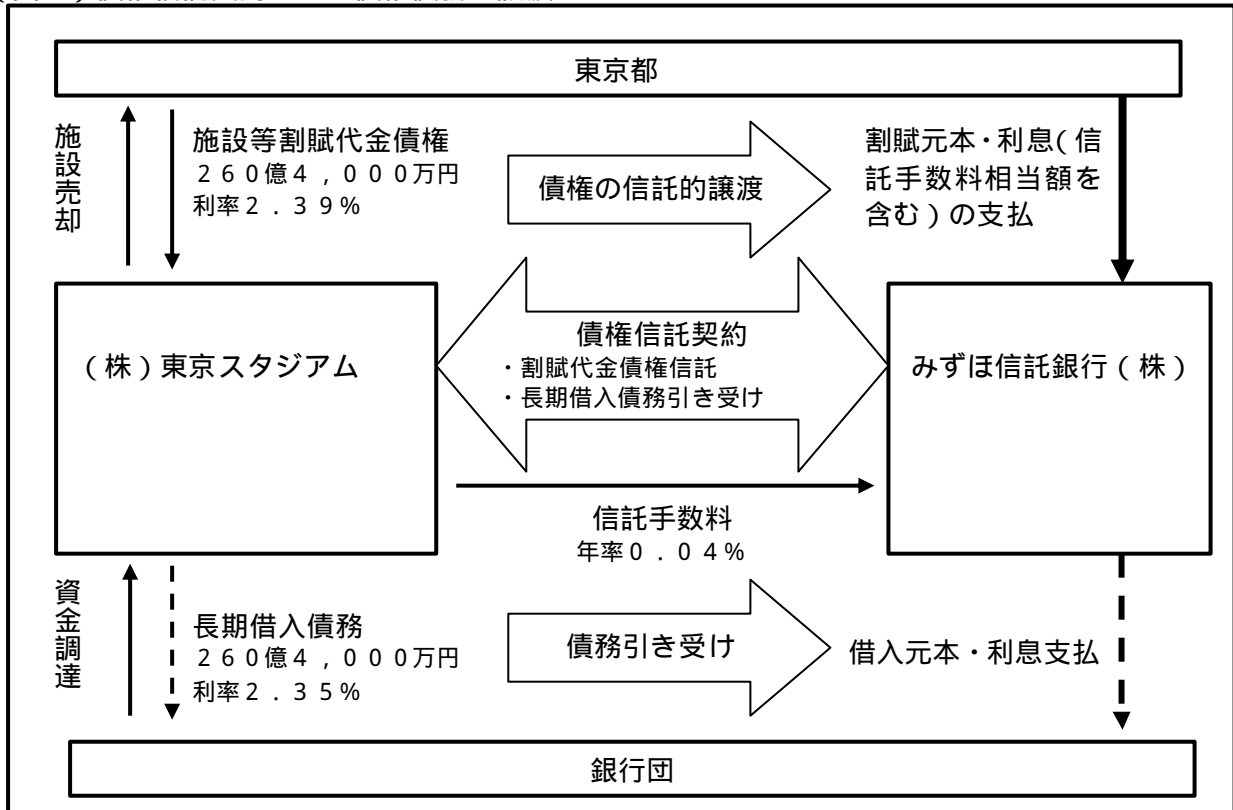 東京都
施設売却
施設等割賦代金債権
260億4,000万円
利率2.39%
債権の信託的譲渡
割賦元本・利息(信
託手数料相当額を
含む)の支払
(株)東京スタジアム
債権信託契約
・割賦代金債権信託
・長期借入債務引き受け
みずほ信託銀行(株)
信託手数料
年率0.04%
資金調達
長期借入債務
260億4,000万円
利率2.35%
債務引き受け
借入元本・利息支払
銀行団